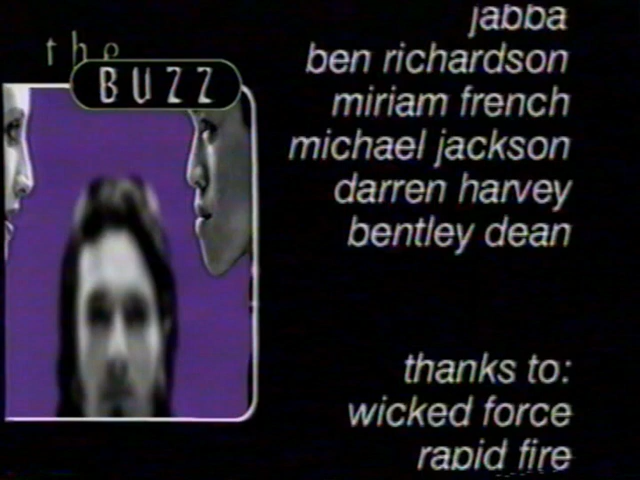 the
BUZZ
jabba
ben richardson
miriam french
michael jackson
darren harvey
bentley dean
thanks to:
wicked force
rapid fire